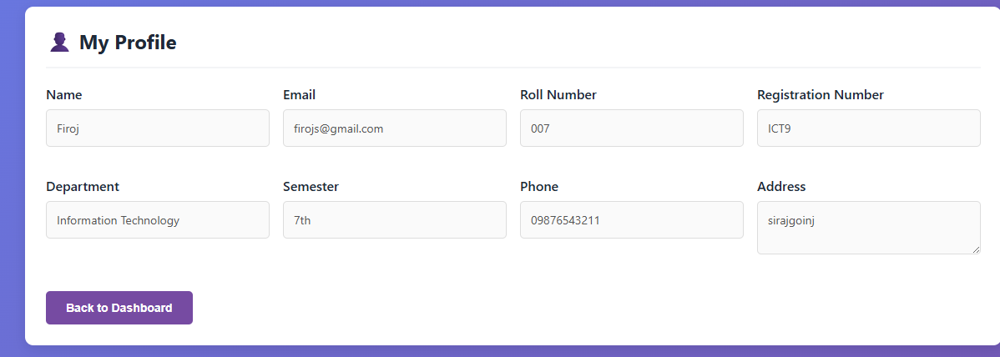 My Profile
Name Email Roll Number Registration Number
Firoj firojs@gmail.com 007 ICT9
Department Semester Phone Address
Information Technology 7th 09876543211 sirajgoinj
Back to Dashboard